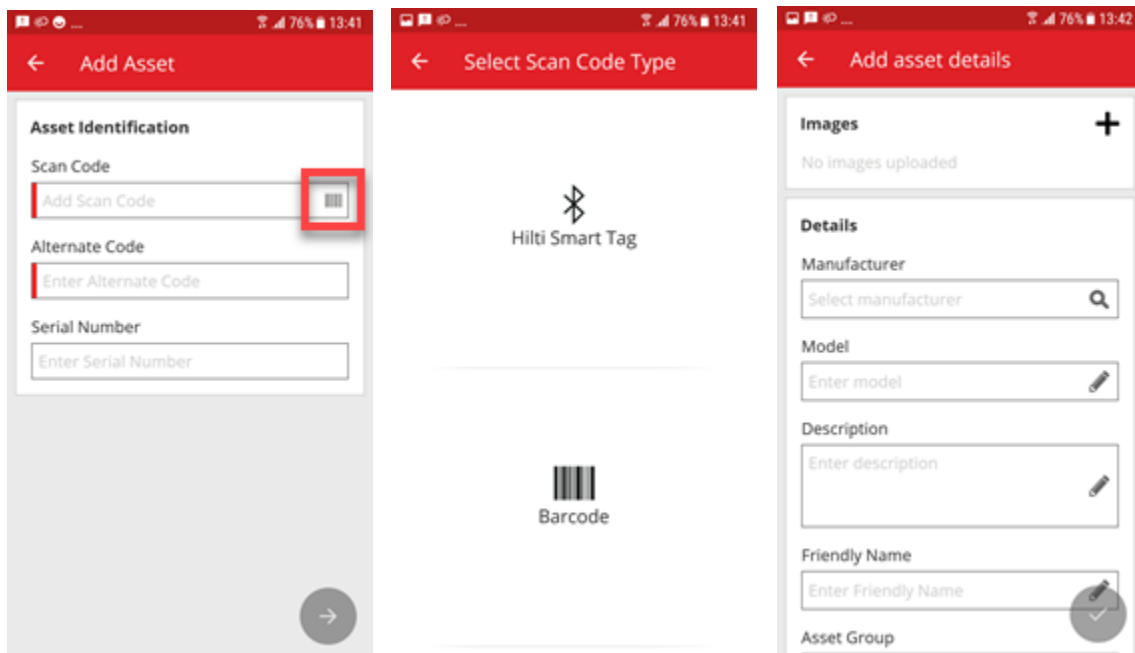 ... 76% 13:41
Add Asset
Asset Identification
Scan Code
Add Scan Code
Alternate Code
Enter Alternate Code
Serial Number
Enter Serial Number
... 76% 13:41
Select Scan Code Type
Hilti Smart Tag
Barcode
... 76% 13:42
Add asset details
Images
No images uploaded
Details
Manufacturer
Select manufacturer
Model
Enter model
Description
Enter description
Friendly Name
Enter Friendly Name
Asset Group